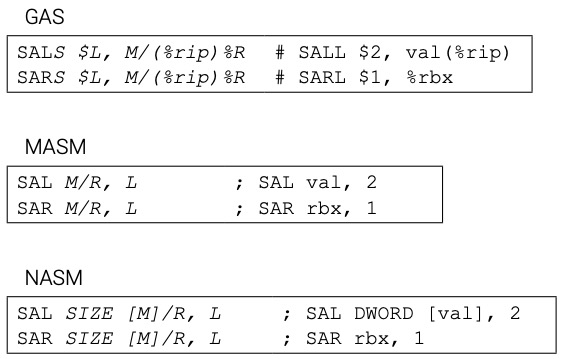 GAS
SALS $L, M/(%rip)%R # SALL $2, val(%rip)
SARS $L, M/(%rip)%R # SARL $1, %rbx
MASM
SAL M/R, L ; SAL val, 2
SAR M/R, L ; SAR rbx, 1
NASM
SAL SIZE [M]/R, L ; SAL DWORD [val], 2
SAR SIZE [M]/R, L ; SAR rbx, 1